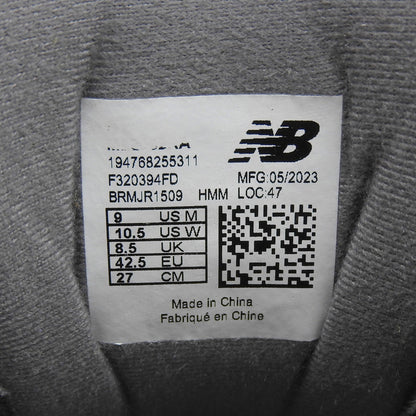 NB
194768255311
F320394FD MFG:05/2023
BRMJR1509 HMM LOC:47
9 US M
10.5 US W
8.5 UK
42.5 EU
27 CM
Made in China
Fabriqué en Chine